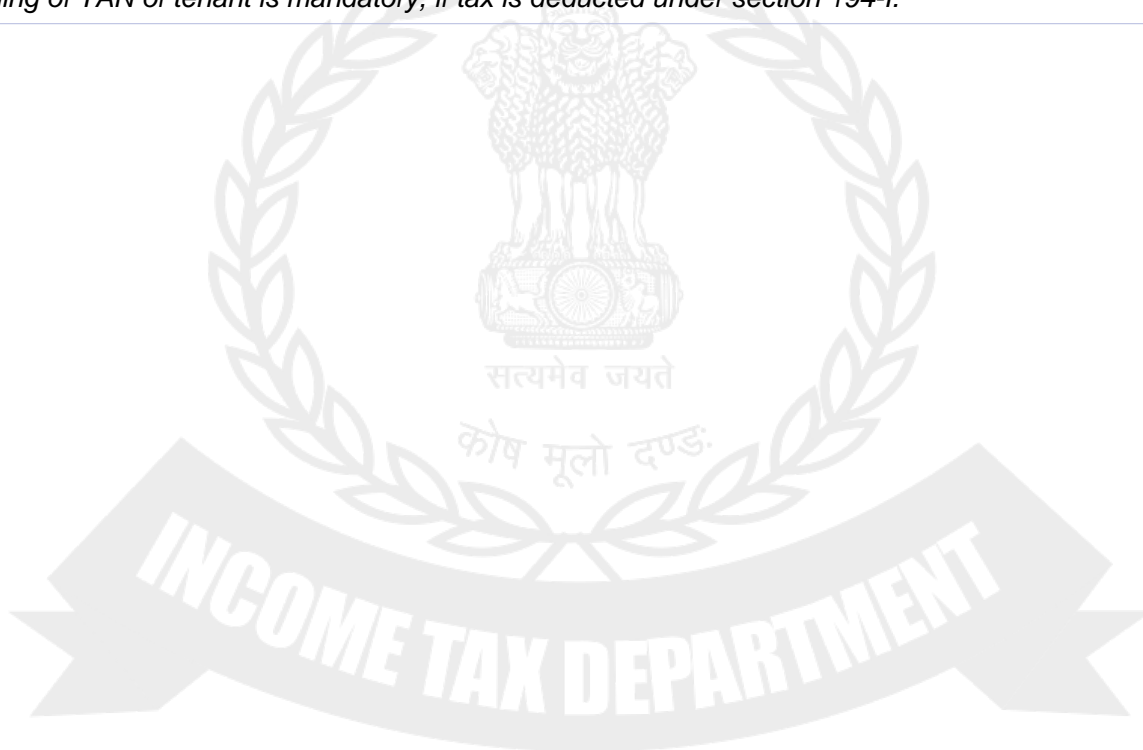 ing of TAN of tenant is mandatory, if tax is deducted under section 194-I.
सत्यमेव जयते
कोष मूलो दण्डः
INCOME TAX DEPARTMENT